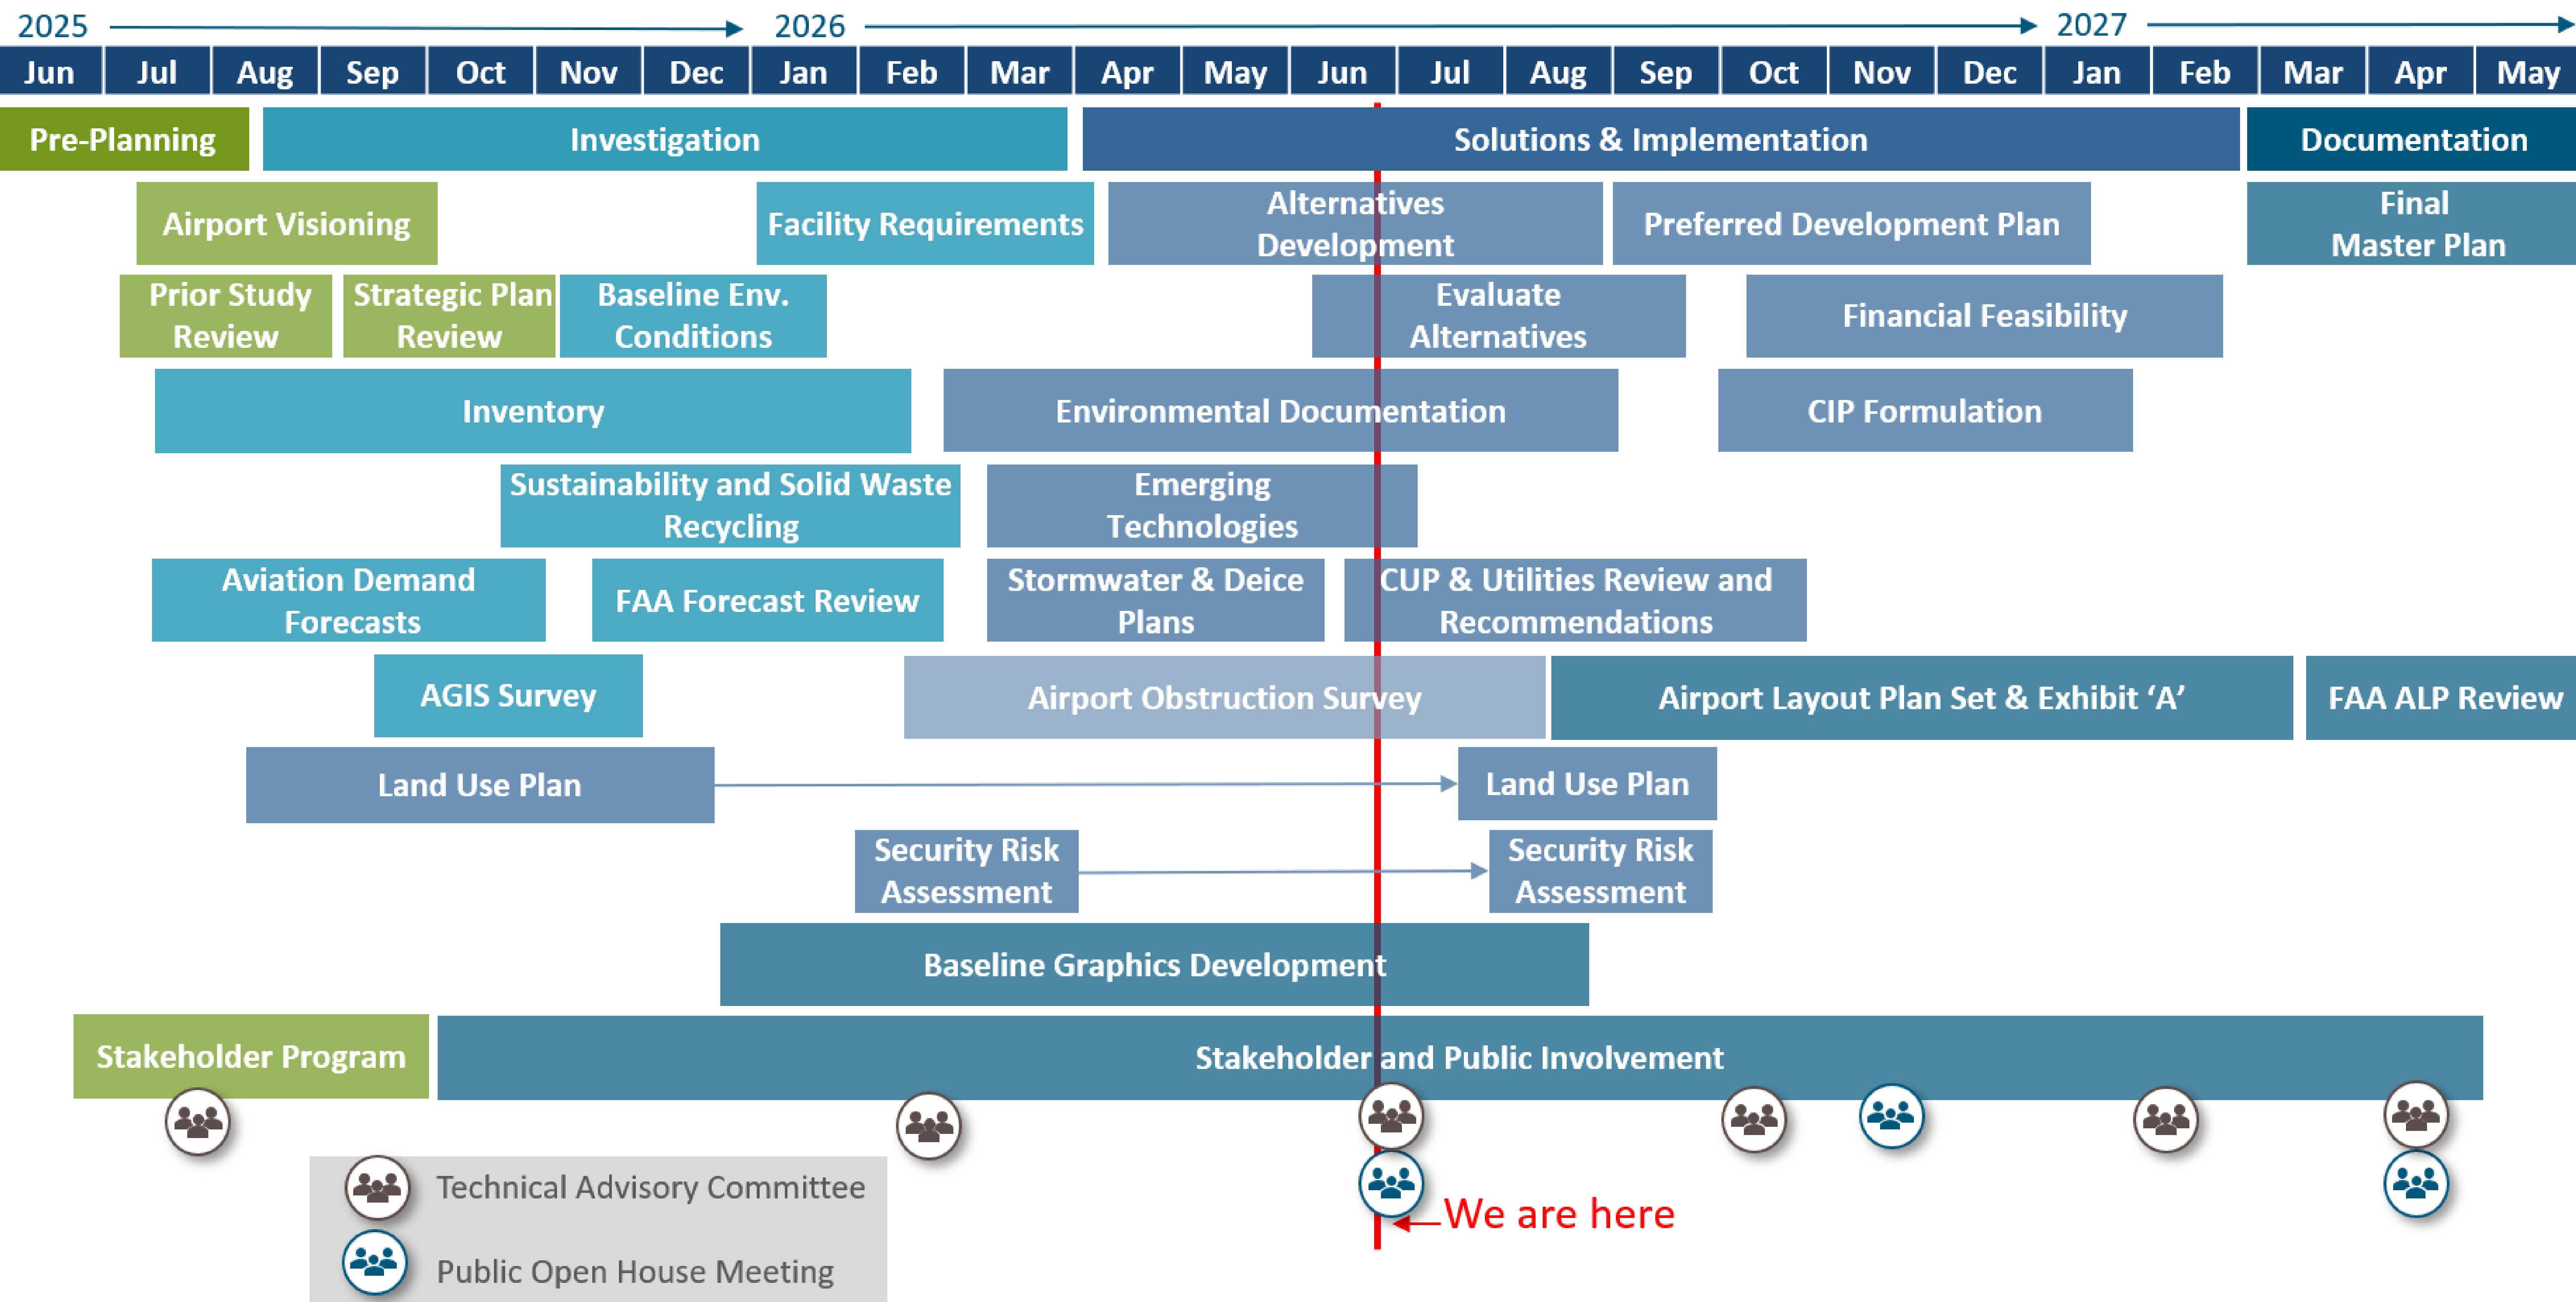 2025 2026 2027
Jun Jul Aug Sep Oct Nov Dec Jan Feb Mar Apr May Jun Jul Aug Sep Oct Nov Dec Jan Feb Mar Apr May
Pre-Planning Investigation Solutions & Implementation Documentation
Airport Visioning
Facility Requirements
Alternatives
Development
Preferred Development Plan
Final
Master Plan
Prior Study
Review
Strategic Plan
Review
Baseline Env.
Conditions
Evaluate
Alternatives
Financial Feasibility
Inventory
Environmental Documentation
CIP Formulation
Sustainability and Solid Waste
Recycling
Emerging
Technologies
Aviation Demand
Forecasts
FAA Forecast Review
Stormwater & Deice
Plans
CUP & Utilities Review and
Recommendations
AGIS Survey
Airport Obstruction Survey
Airport Layout Plan Set & Exhibit ‘A’
FAA ALP Review
Land Use Plan
Land Use Plan
Security Risk
Assessment
Security Risk
Assessment
Baseline Graphics Development
Stakeholder Program
Stakeholder and Public Involvement
Technical Advisory Committee
Public Open House Meeting
We are here